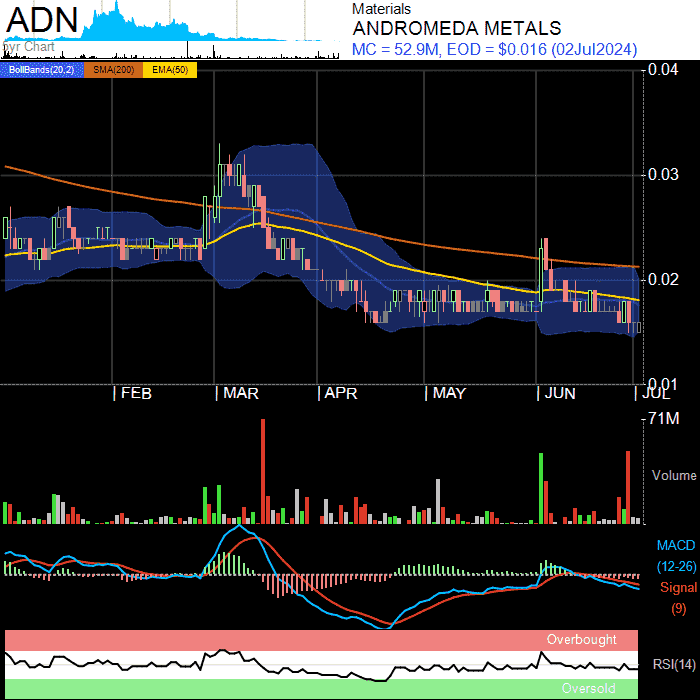 ADN
5yr Chart
Materials
ANDROMEDA METALS
MC = 52.9M, EOD = $0.016 (02Jul2024)
BollBands(20,2) SMA(200) EMA(50)
0.04
0.03
0.02
0.01
FEB MAR APR MAY JUN JUL
71M
Volume
MACD
(12-26)
Signal
(9)
Overbought
RSI(14)
Oversold